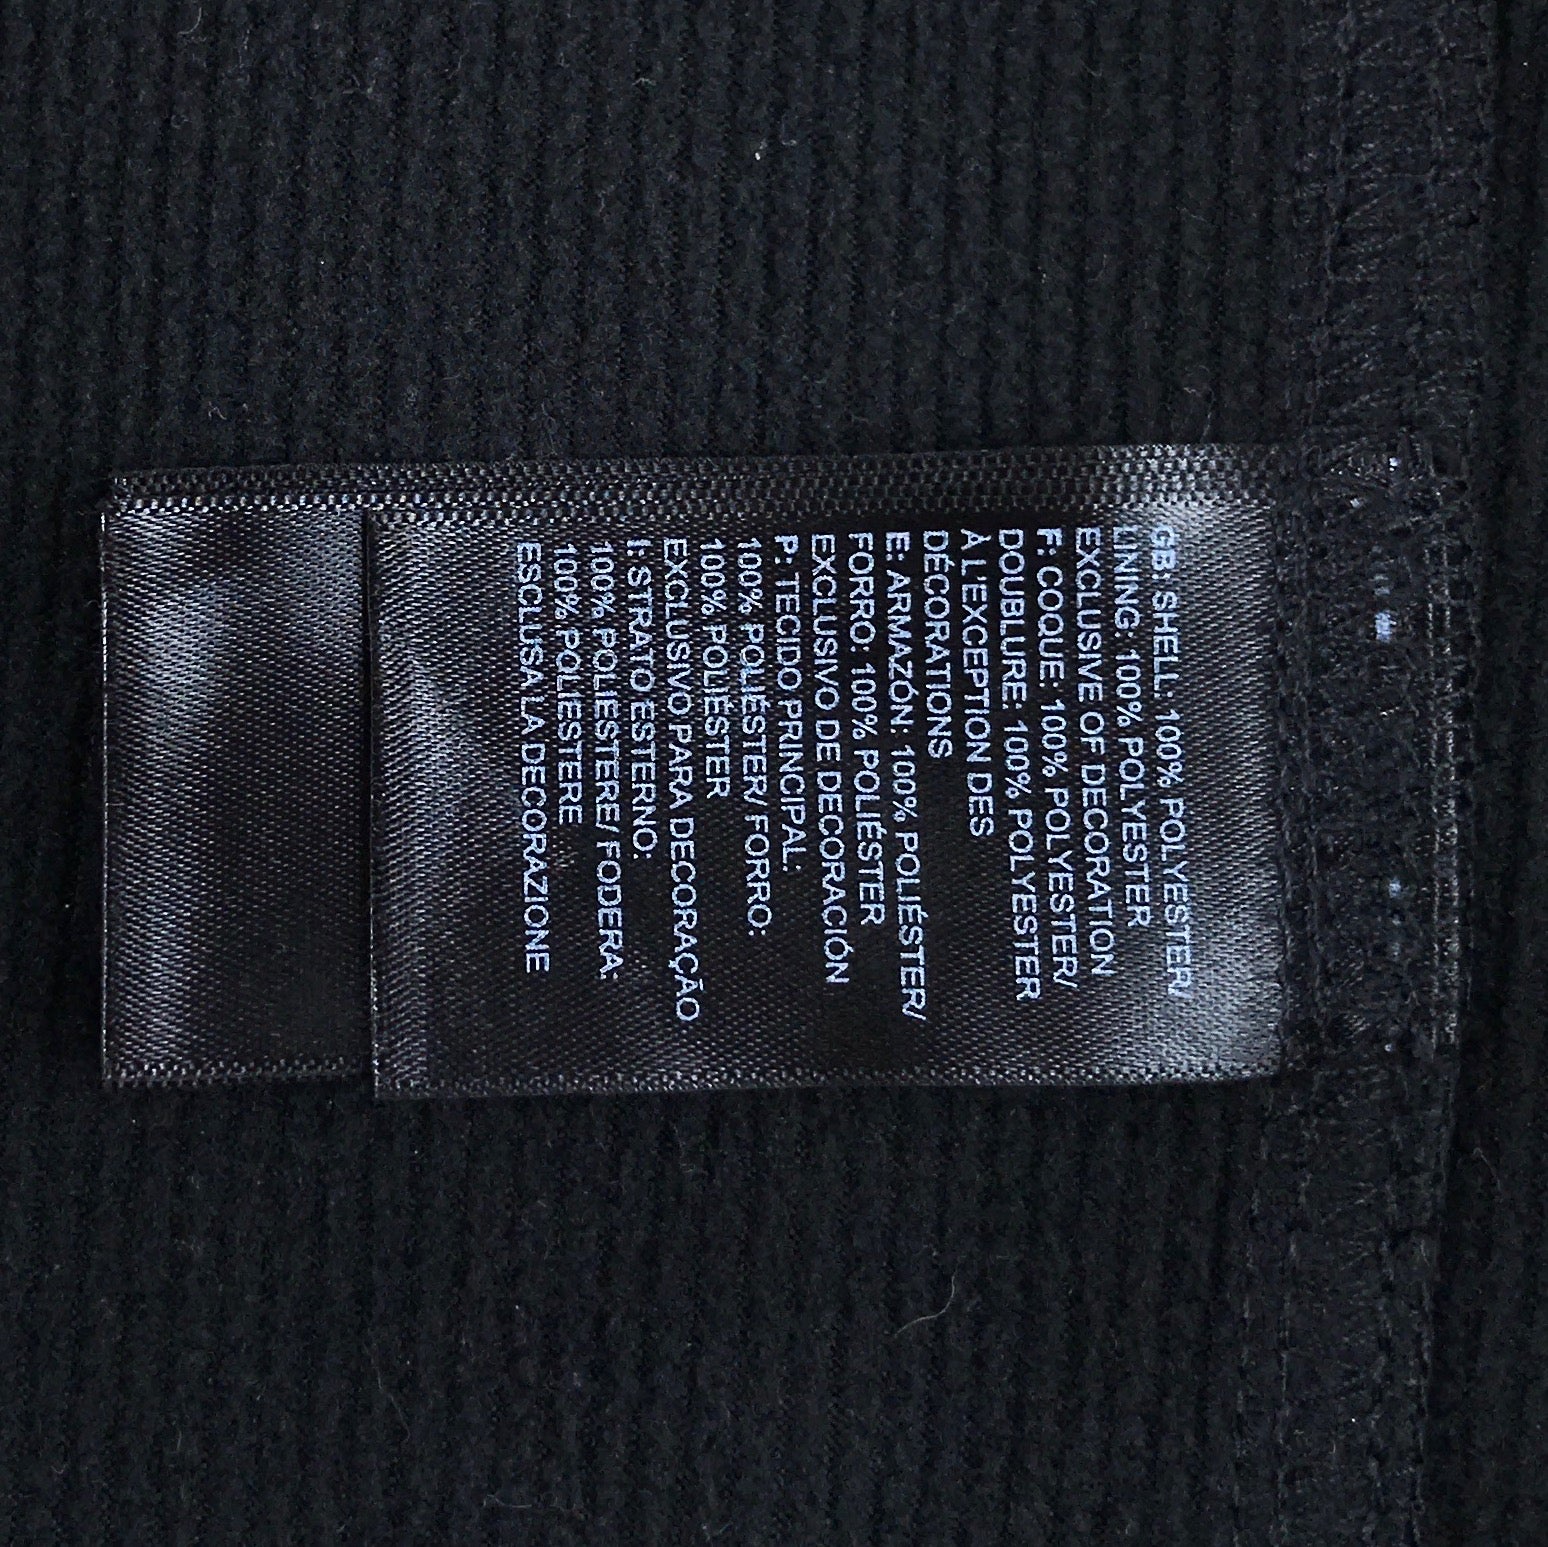 GB: SHELL: 100% POLYESTER/
LINING: 100% POLYESTER
EXCLUSIVE OF DECORATION
F: COQUE: 100% POLYESTER/
DOUBLURE: 100% POLYESTER
À L'EXCEPTION DES
DÉCORATIONS
E: ARMAZÓN: 100% POLIÉSTER/
FORRO: 100% POLIÉSTER
EXCLUSIVO DE DECORACIÓN
P: TECIDO PRINCIPAL:
100% POLIÉSTER/ FORRO:
100% POLIÉSTER
EXCLUSIVO PARA DECORAÇÃO
I: STRATO ESTERNO:
100% POLIESTERE/ FODERA:
100% POLIESTERE
ESCLUSA LA DECORAZIONE